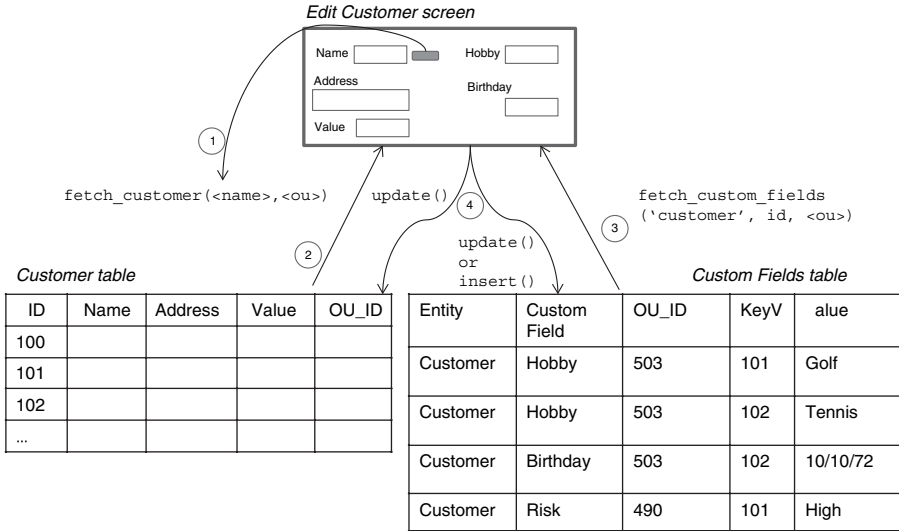 Edit Customer screen
Name
Hobby
Address
Birthday
Value
1
fetch_customer(<name>,<ou>)
update()
4
fetch_custom_fields
(‘customer’, id, <ou>)
3
2
update()
or
insert()
Customer table
ID Name Address Value OU_ID
100
101
102
...
Custom Fields table
Entity Custom Field OU_ID KeyV alue
Customer Hobby 503 101 Golf
Customer Hobby 503 102 Tennis
Customer Birthday 503 102 10/10/72
Customer Risk 490 101 High